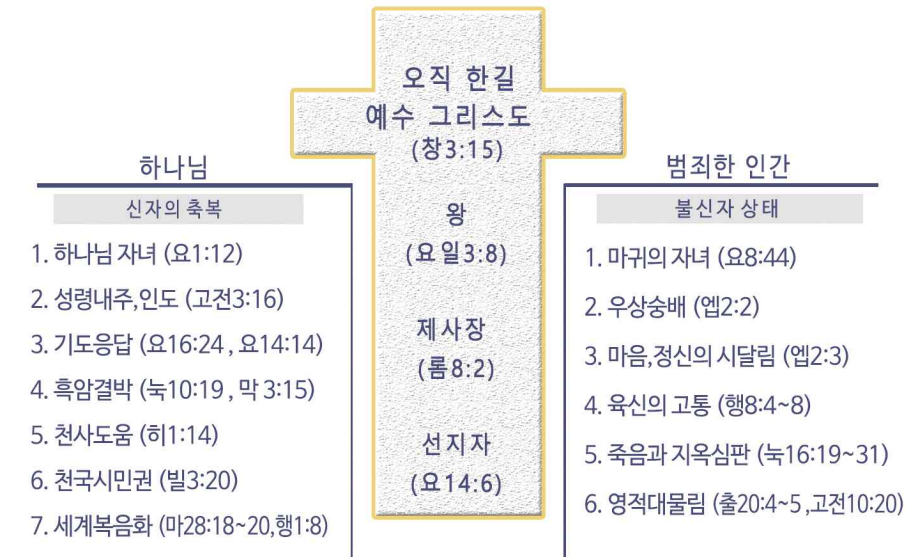 오직 한길
예수 그리스도
(창3:15)
왕
(요일3:8)
제사장
(롬8:2)
선지자
(요14:6)
하나님
신자의 축복
1. 하나님 자녀 (요1:12)
2. 성령내주,인도 (고전3:16)
3. 기도응답 (요16:24 , 요14:14)
4. 흑암결박 (눅10:19 , 막 3:15)
5. 천사도움 (히1:14)
6. 천국시민권 (빌3:20)
7. 세계복음화 (마28:18~20,행1:8)
범죄한 인간
불신자 상태
1. 마귀의 자녀 (요8:44)
2. 우상숭배 (엡2:2)
3. 마음,정신의 시달림 (엡2:3)
4. 육신의 고통 (행8:4~8)
5. 죽음과 지옥심판 (눅16:19~31)
6. 영적대물림 (출20:4~5 ,고전10:20)